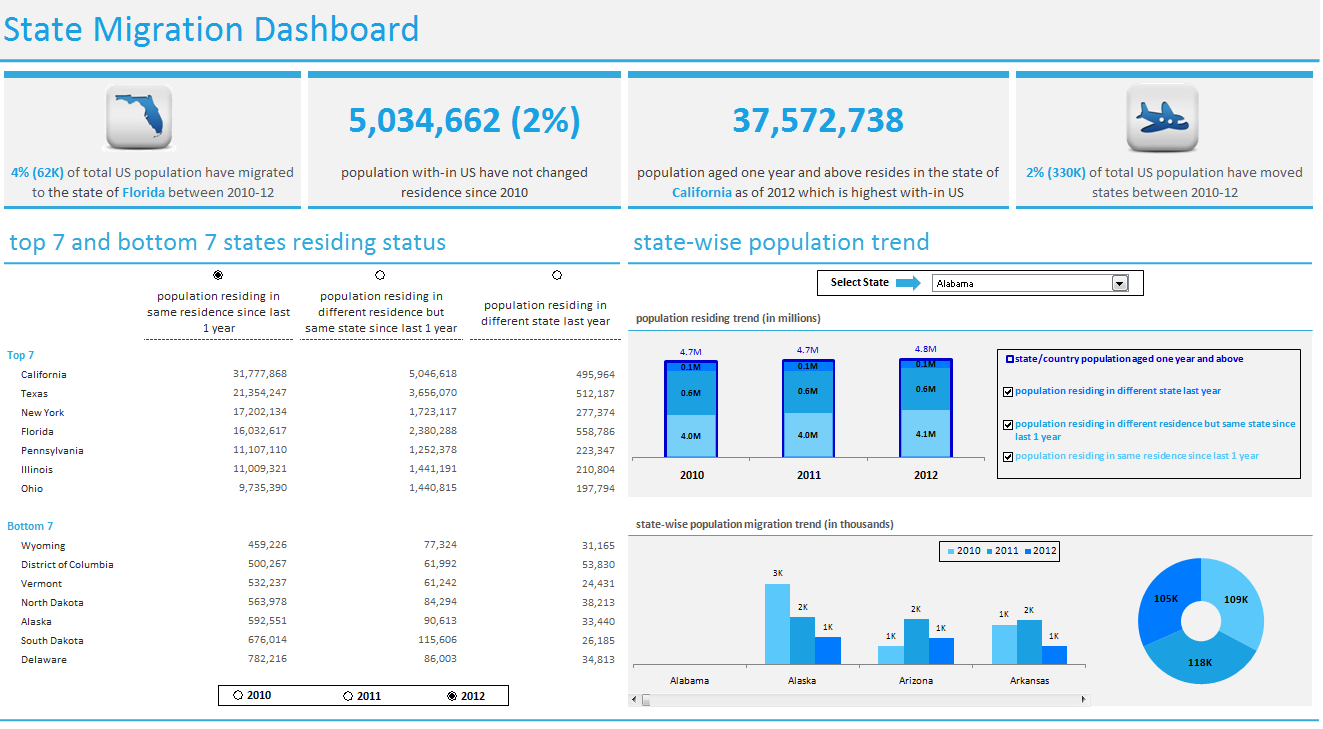 State Migration Dashboard
4% (62K) of total US population have migrated
to the state of Florida between 2010-12
5,034,662 (2%)
population with-in US have not changed
residence since 2010
37,572,738
population aged one year and above resides in the state of
California as of 2012 which is highest with-in US
2% (330K) of total US population have moved
states between 2010-12
top 7 and bottom 7 states residing status
population residing in
same residence since last
1 year
population residing in
different residence but
same state since last 1 year
population residing in
different state last year
Top 7
California 31,777,868 5,046,618 495,964
Texas 21,354,247 3,656,070 512,187
New York 17,202,134 1,723,117 277,374
Florida 16,032,617 2,380,288 558,786
Pennsylvania 11,107,110 1,252,378 223,347
Illinois 11,009,321 1,441,191 210,804
Ohio 9,735,390 1,440,815 197,794
Bottom 7
Wyoming 459,226 77,324 31,165
District of Columbia 500,267 61,992 53,830
Vermont 532,237 61,242 24,431
North Dakota 563,978 84,294 38,213
Alaska 592,551 90,613 33,440
South Dakota 676,014 115,606 26,185
Delaware 782,216 86,003 34,813
2010 2011 2012
state-wise population trend
Select State Alabama
population residing trend (in millions)
4.7M 4.7M 4.8M
0.1M 0.1M 0.1M
0.6M 0.6M 0.6M
4.0M 4.0M 4.1M
2010 2011 2012
state/country population aged one year and above
population residing in different state last year
population residing in different residence but same state since
last 1 year
population residing in same residence since last 1 year
state-wise population migration trend (in thousands)
2010 2011 2012
3K 2K 1K
1K 2K 1K
1K 2K 1K
Alabama Alaska Arizona Arkansas
105K 109K
118K